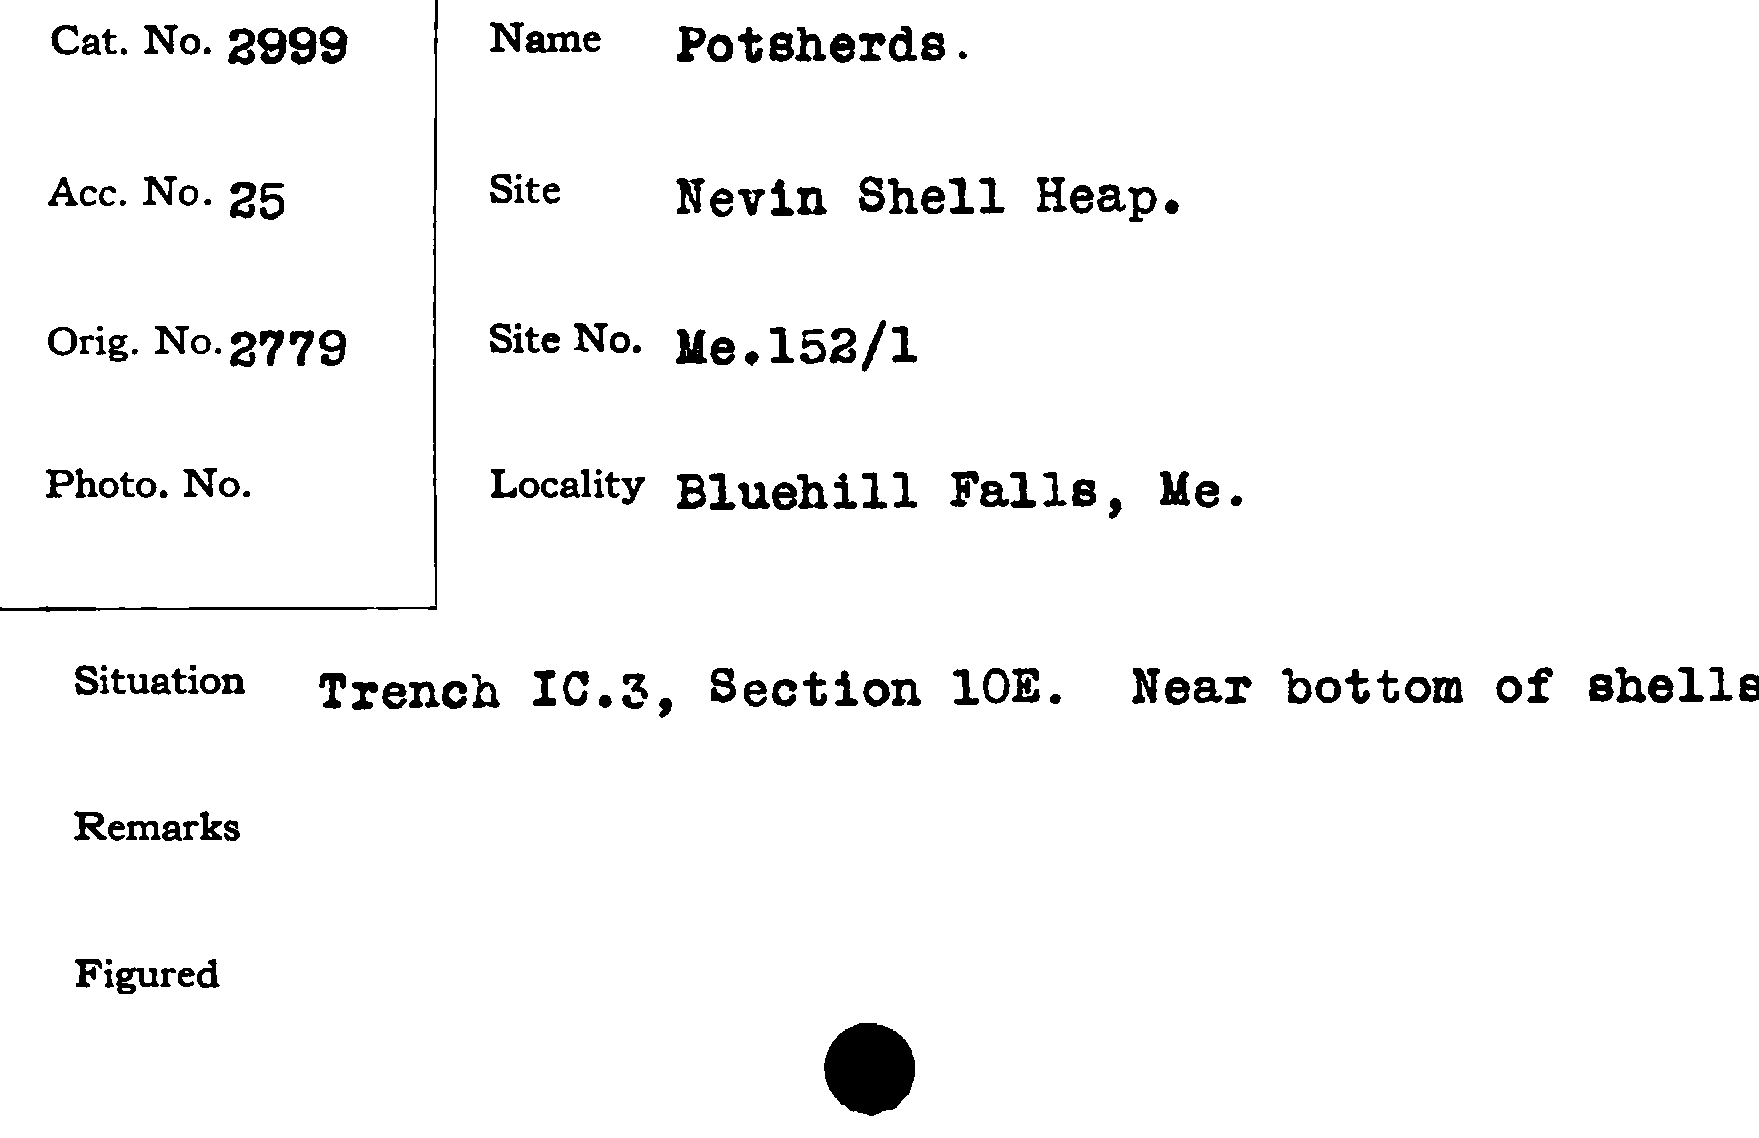 Cat. No. 2999
Name Potsherds.
Acc. No. 25
Site Nevin Shell Heap.
Orig. No. 2779
Site No. Me.152/1
Photo. No.
Locality Bluehill Falls, Me.
Situation Trench IC.3, Section 10E. Near bottom of shells
Remarks
Figured